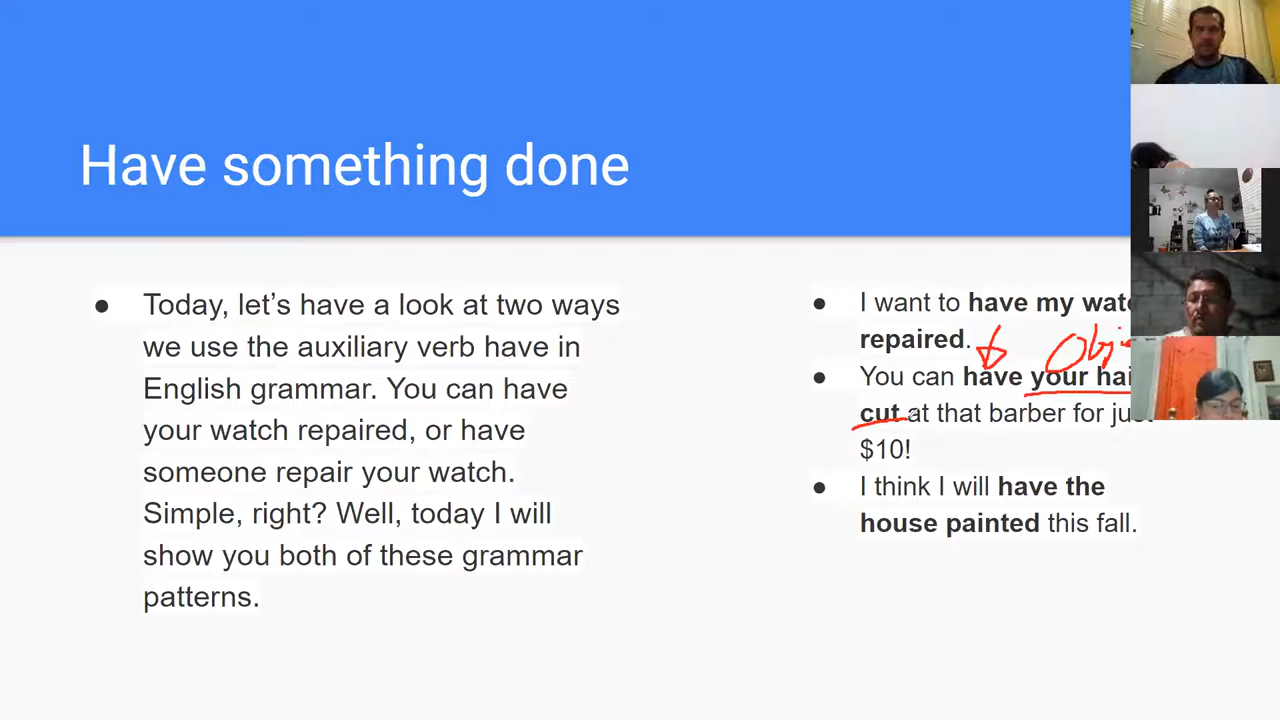 Have something done
● Today, let's have a look at two ways
we use the auxiliary verb have in
English grammar. You can have
your watch repaired, or have
someone repair your watch.
Simple, right? Well, today I will
show you both of these grammar
patterns.
● I want to have my
repaired.
● You can have your
cut at that barber for
$10!
● I think I will have the
house painted this fall.